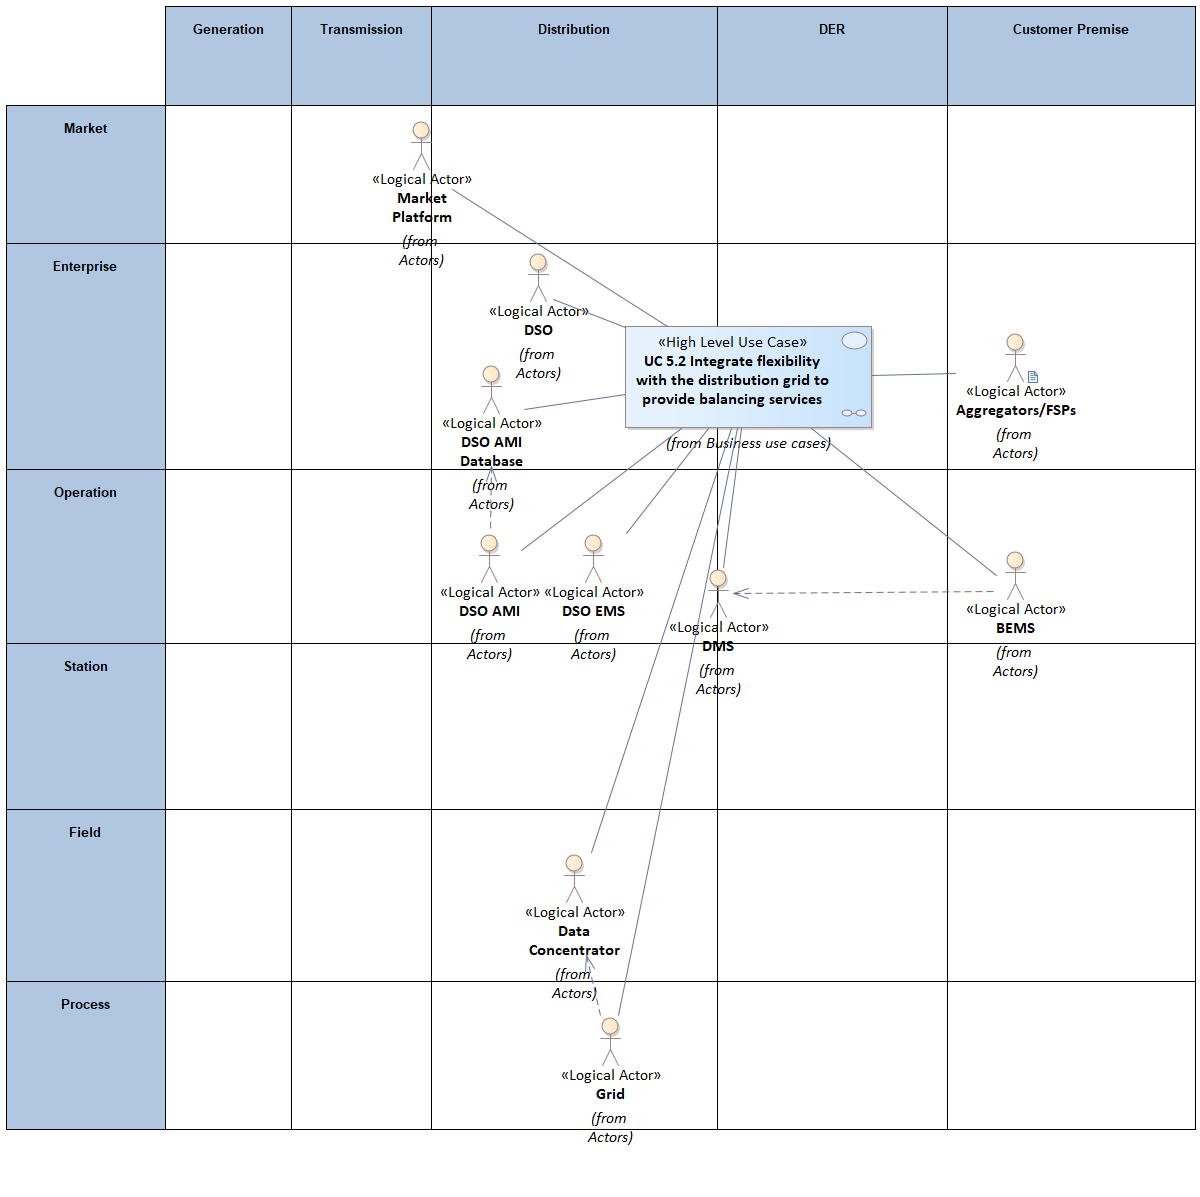 Generation
Transmission
Distribution
DER
Customer Premise
Market
«Logical Actor»
Market
Platform
(from
Actors)
Enterprise
«Logical Actor»
DSO
(from
Actors)
«High Level Use Case»
UC 5.2 Integrate flexibility
with the distribution grid to
provide balancing services
(from Business use cases)
«Logical Actor»
Aggregators/FSPs
(from
Actors)
«Logical Actor»
DSO AMI
Database
(from
Actors)
Operation
«Logical Actor»
DSO AMI
(from
Actors)
«Logical Actor»
DSO EMS
(from
Actors)
«Logical Actor»
DMS
(from
Actors)
«Logical Actor»
BEMS
(from
Actors)
Station
Field
«Logical Actor»
Data
Concentrator
(from
Actors)
Process
«Logical Actor»
Grid
(from
Actors)